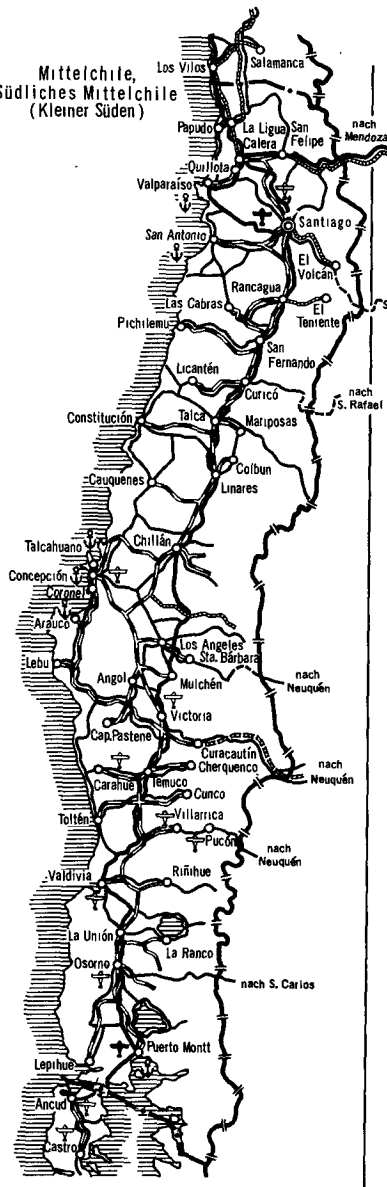 Mittelchile,
Südliches Mittelchile
(Kleiner Süden)
Salamanca
Los Vilos
Papudo
La Ligua
Calera
San
Felipe
nach
Mendoza
Quillota
Valparaíso
Santiago
San Antonio
El
Volcán
Rancagua
Las Cabras
El
Teniente
Pichilemu
San
Fernando
Licantén
Curicó
nach
S. Rafael
Constitución
Talca
Mariposas
Colbun
Cauquenes
Linares
Talcahuano
Chillán
Concepción
Coronel
Arauco
Los Angeles
Sta. Bárbara
Lebu
Angol
Mulchén
nach
Neuquén
Victoria
Cap. Pastene
Curacautín
nach
Neuquén
Cherquenco
Carahue
Temuco
Cunco
Toltén
Villarrica
Pucón
nach
Neuquén
Valdivia
Riñihue
La Unión
La Ranco
Osorno
nach S. Carlos
Puerto Montt
Lepihue
Ancud
Castro